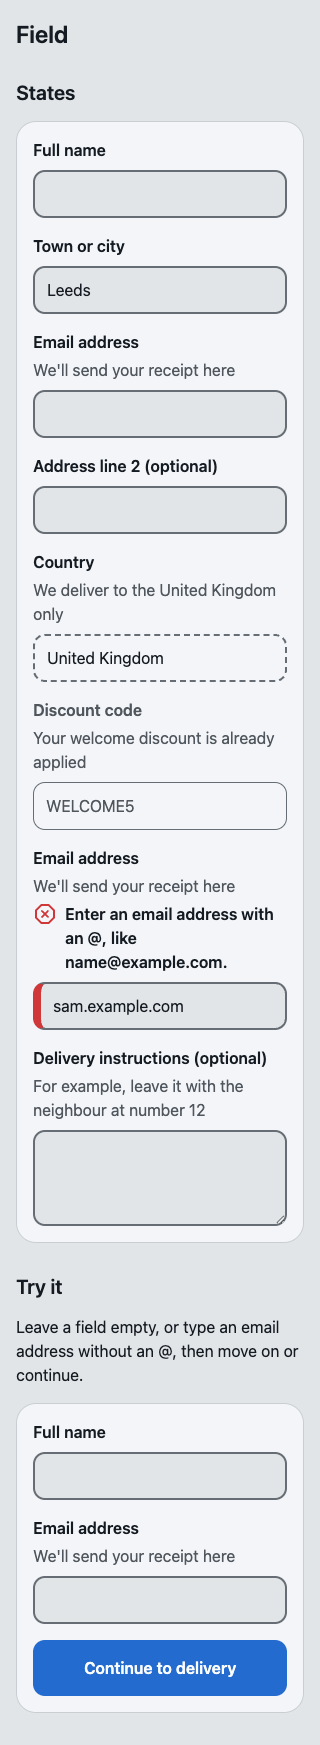 Field
States
Full name
Town or city
Leeds
Email address
We'll send your receipt here
Address line 2 (optional)
Country
We deliver to the United Kingdom
only
United Kingdom
Discount code
Your welcome discount is already
applied
WELCOME5
Email address
We'll send your receipt here
Enter an email address with
an @, like
name@example.com.
sam.example.com
Delivery instructions (optional)
For example, leave it with the
neighbour at number 12
Try it
Leave a field empty, or type an email
address without an @, then move on or
continue.
Full name
Email address
We'll send your receipt here
Continue to delivery